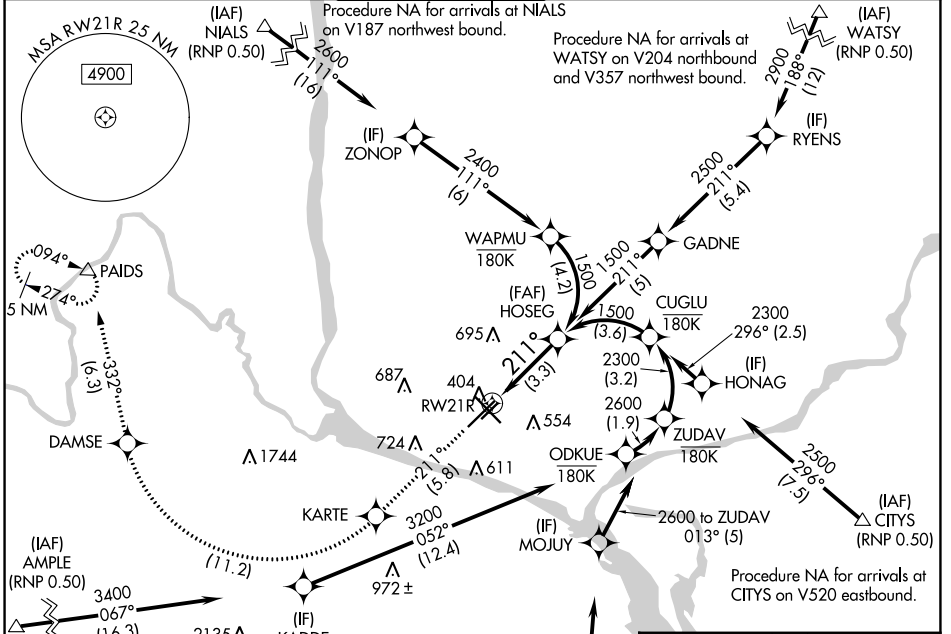 MSA RW21R 25 NM
4900
(IAF)
NIALS
(RNP 0.50)
Procedure NA for arrivals at NIALS
on V187 northwest bound.
2600
111°
(16)
Procedure NA for arrivals at
WATSY on V204 northbound
and V357 northwest bound.
(IAF)
WATSY
(RNP 0.50)
2900
188°
(12)
(IF)
ZONOP
(IF)
RYENS
2400
111°
(6)
2500
211°
(5.4)
WAPMU
180K
GADNE
1500
(4.2)
1500
211°
(5)
094°
PAIDS
274°
5 NM
(FAF)
HOSEG
CUGLU
180K
1500
(3.6)
2300
296° (2.5)
695
211°
(3.3)
2300
(3.2)
(IF)
HONAG
332°
(6.3)
687
404
RW21R
554
2600
(1.9)
ZUDAV
180K
DAMSE
1744
724
211°
(5.8)
611
ODKUE
180K
2500
296°
(7.5)
KARTE
3200
052°
(12.4)
(IF)
MOJUY
2600 to ZUDAV
013° (5)
(IAF)
CITYS
(RNP 0.50)
(11.2)
(IAF)
AMPLE
(RNP 0.50)
972 ±
Procedure NA for arrivals at
CITYS on V520 eastbound.
3400
067°
(16.3)
(IF)
2135